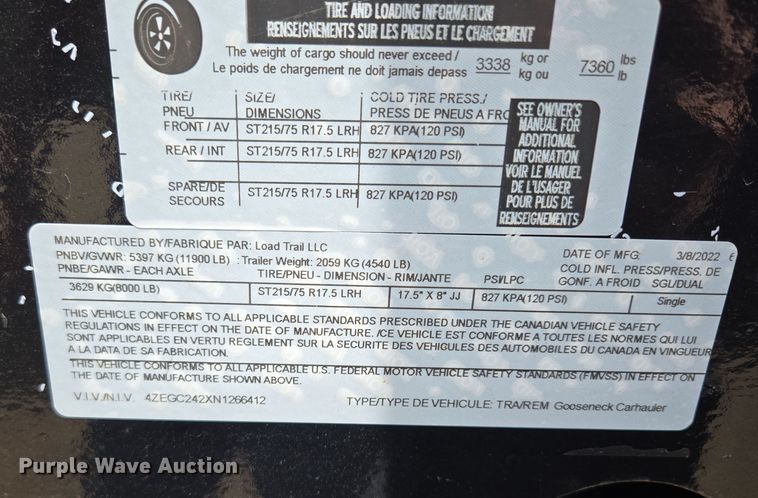 TIRE AND LOADING INFORMATION
RENSEIGNEMENTS SUR LES PNEUS ET LE CHARGEMENT
The weight of cargo should never exceed / 3338 kg or 7360 lbs
Le poids de chargement ne doit jamais depass kg ou lb
TIRE/ SIZE/ COLD TIRE PRESS./
PNEU DIMENSIONS PRESS DE PNEUS A FRO
FRONT / AV ST215/75 R17.5 LRH 827 KPA(120 PSI)
REAR / INT ST215/75 R17.5 LRH 827 KPA(120 PSI)
SPARE/DE SECOURS ST215/75 R17.5 LRH 827 KPA(120 PSI)
SEE OWNER'S
MANUAL FOR
ADDITIONAL
INFORMATION
VOIR LE MANUEL
DE L'USAGER
POUR PLUS DE
RENSEIGNEMENTS
MANUFACTURED BY/FABRIQUE PAR: Load Trail LLC DATE OF MFG: 3/8/2022
PNBV/GVWR: 5397 KG (11900 LB) :Trailer Weight: 2059 KG (4540 LB) COLD INFL. PRESS/PRESS. DE
PNBE/GAWR - EACH AXLE TIRE/PNEU - DIMENSION - RIM/JANTE PSI/LPC GONF. A FROID SGL/DUAL
3629 KG(8000 LB) ST215/75 R17.5 LRH 17.5" X 8" JJ 827 KPA(120 PSI) Single
THIS VEHICLE CONFORMS TO ALL APPLICABLE STANDARDS PRESCRIBED UNDER THE CANADIAN VEHICLE SAFETY
REGULATIONS IN EFFECT ON THE DATE OF MANUFACTURE. /CE VEHICLE EST CONFORME A TOUTES LES NORMES QUI LUI
SONT APPLICABLES EN VERTU REGLEMENT SUR LA SECURITE DES VEHIGULES DES AUTOMOBILES DU CANADA EN VINGUEUR
A LA DATA DE SA FABRICATION.
THIS VEHICLE CONFORMS TO ALL APPLICABLE U.S. FEDERAL MOTOR VEHICLE SAFETY STANDARDS (FMVSS) IN EFFECT ON
THE DATE OF MANUFACTURE SHOWN ABOVE.
V.I.V./N.I.V. 4ZEGC242XN1266412 TYPE/TYPE DE VEHICULE: TRA/REM Gooseneck Carhauler
Purple Wave Auction